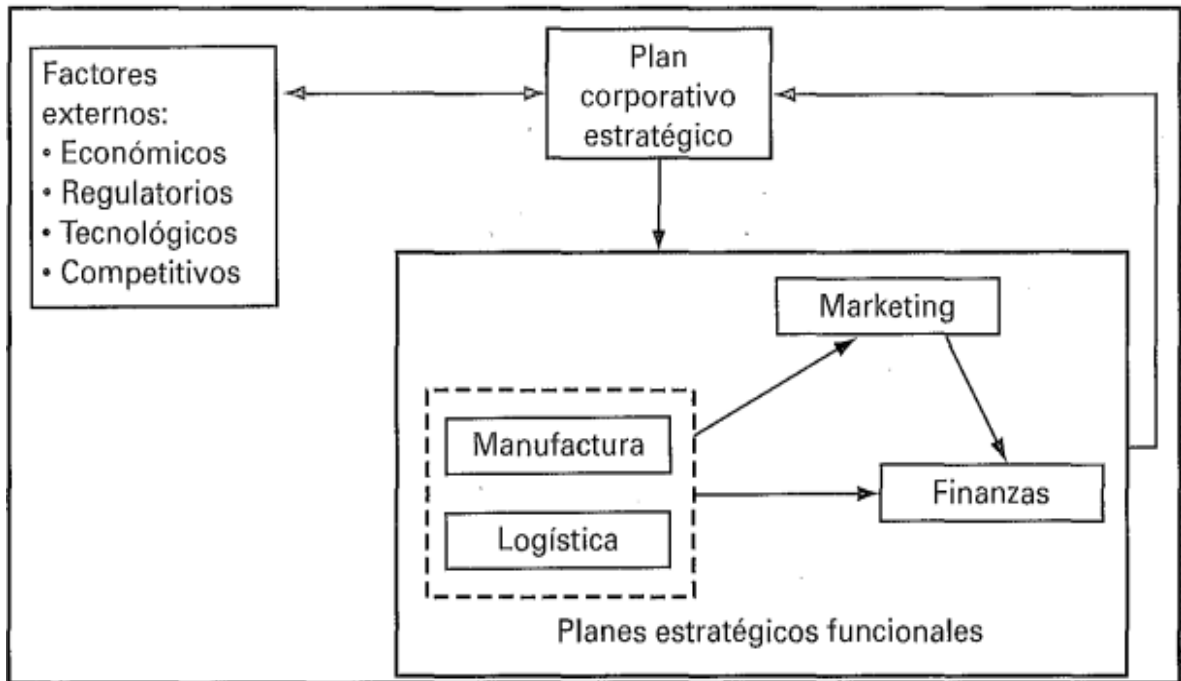 Factores
externos:
• Económicos
• Regulatorios
• Tecnológicos
• Competitivos
Plan
corporativo
estratégico
Marketing
Manufactura
Finanzas
Logística
Planes estratégicos funcionales